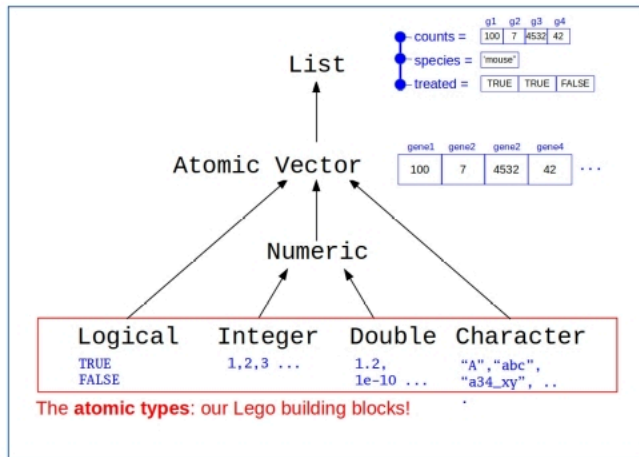 g1 g2 g3 g4
counts = 100 7 4532 42
species = 'mouse"
treated = TRUE TRUE FALSE
List
gene1 gene2 gene2 gene4
Atomic Vector 100 7 4532 42 ...
Numeric
Logical Integer Double Character
TRUE 1,2,3 ... 1.2, “A”,“abc”,
FALSE 1e-10 ... “a34_xy”, ..
.
The atomic types: our Lego building blocks!